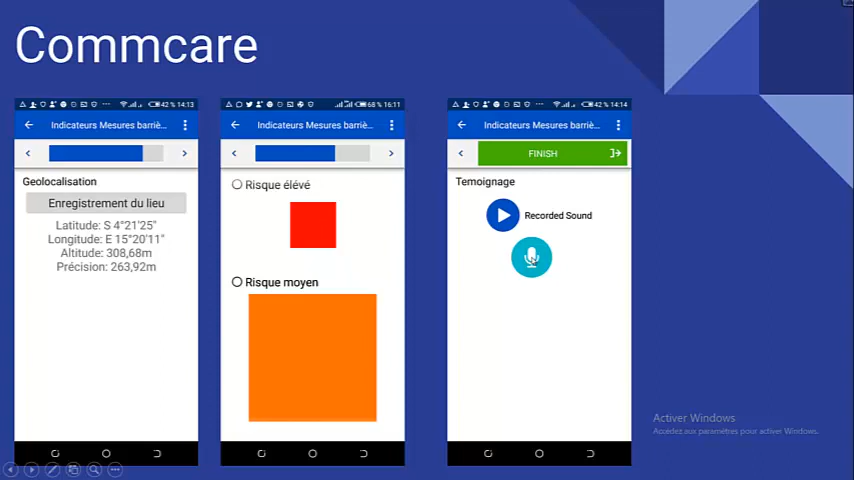 Commcare
42 % 14:13
Indicateurs Mesures barriè...
Geolocalisation
Enregistrement du lieu
Latitude: S 4°21'25"
Longitude: E 15°20'11"
Altitude: 308,68m
Précision: 263,92m
68 % 16:11
Indicateurs Mesures barriè...
Risque élévé
Risque moyen
42 % 14:14
Indicateurs Mesures barriè...
FINISH
Temoignage
Recorded Sound
Activer Windows
Accédez aux paramètres pour activer Windows.